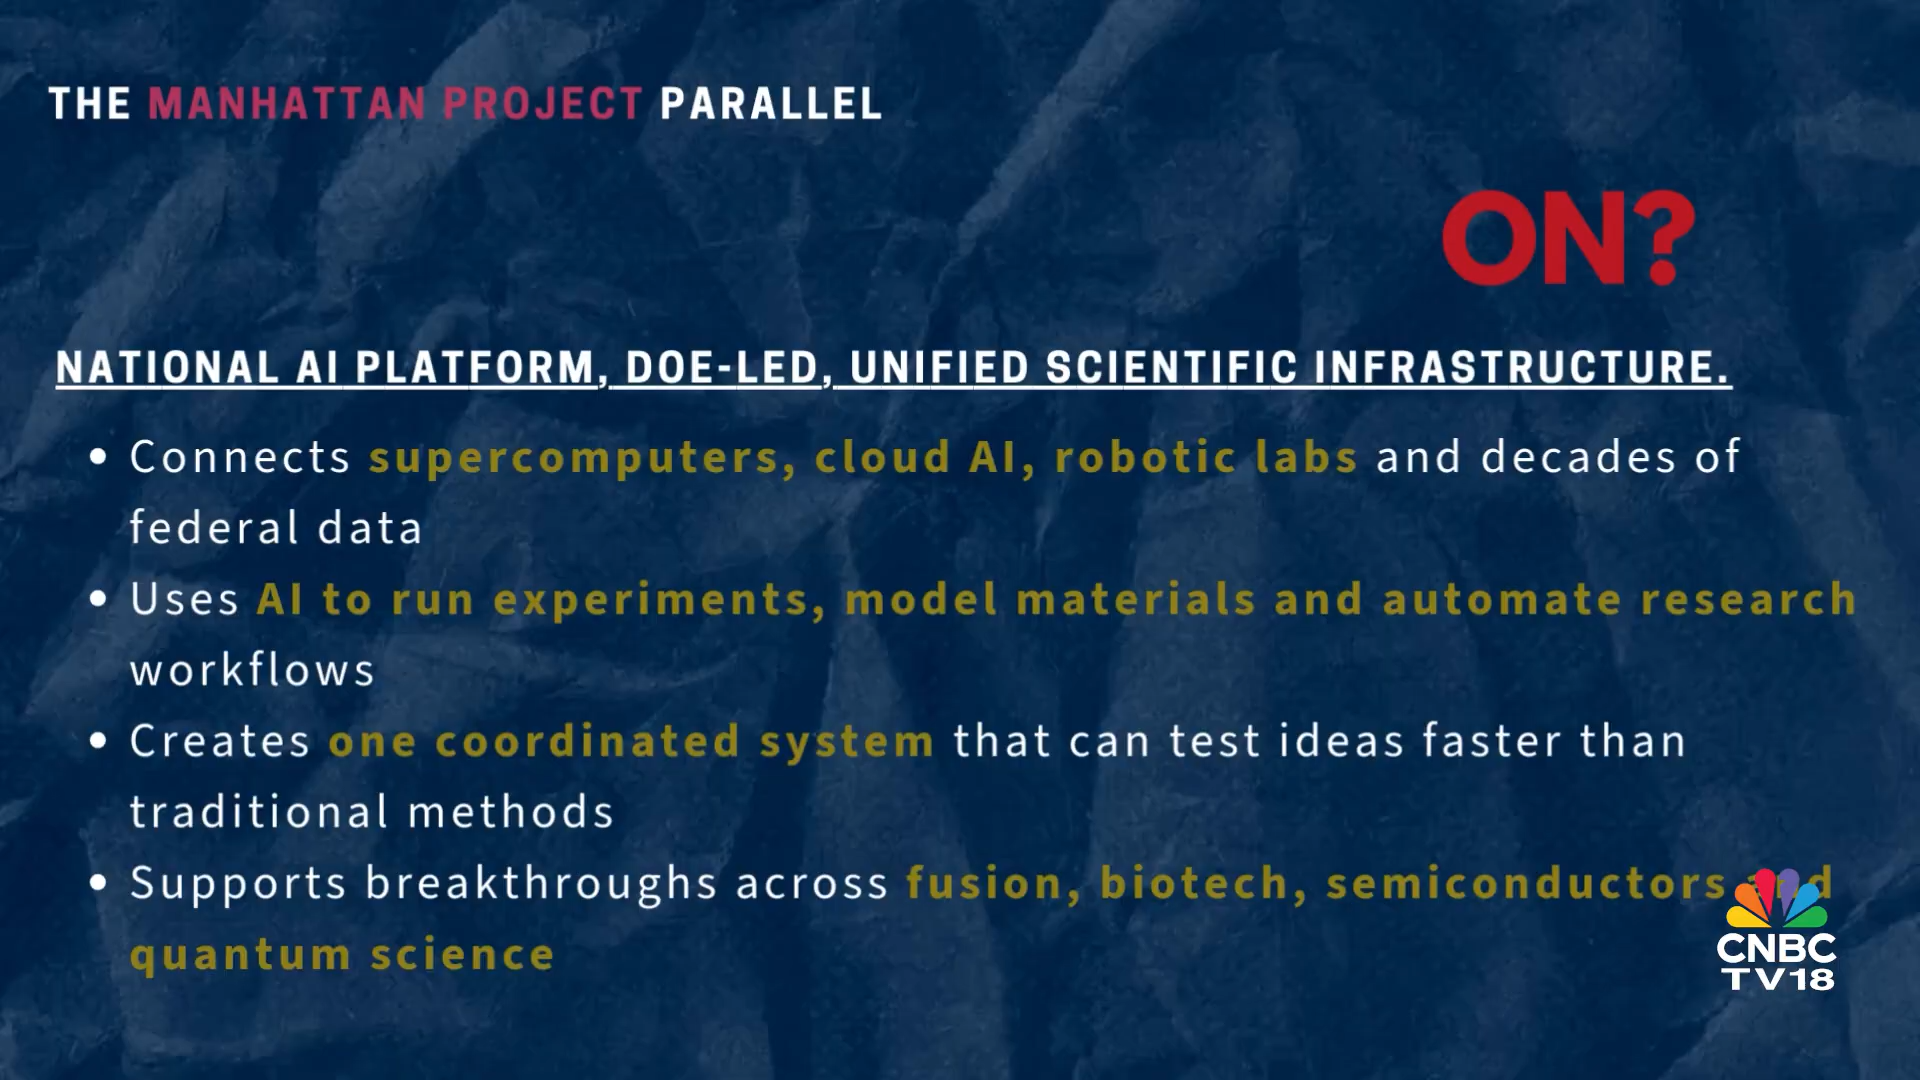 THE MANHATTAN PROJECT PARALLEL
ON?
NATIONAL AI PLATFORM, DOE-LED, UNIFIED SCIENTIFIC INFRASTRUCTURE.
• Connects supercomputers, cloud AI, robotic labs and decades of
federal data
• Uses AI to run experiments, model materials and automate research
workflows
• Creates one coordinated system that can test ideas faster than
traditional methods
• Supports breakthroughs across fusion, biotech, semiconductors and
quantum science
CNBC
TV18